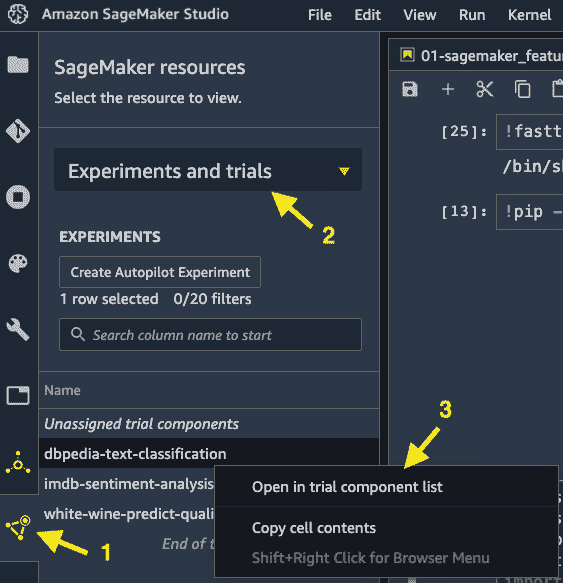 Amazon SageMaker Studio
File Edit View Run Kernel
SageMaker resources
Select the resource to view.
Experiments and trials
2
EXPERIMENTS
Create Autopilot Experiment
1 row selected 0/20 filters
Search column name to start
Name
Unassigned trial components
dbpedia-text-classification
imdb-sentiment-analysis
white-wine-predict-quali
End of t
1
3
Open in trial component list
Copy cell contents
Shift+Right Click for Browser Menu
01-sagemaker_featu
[25]: !fastt
/bin/sh
[13]: !pip -
import